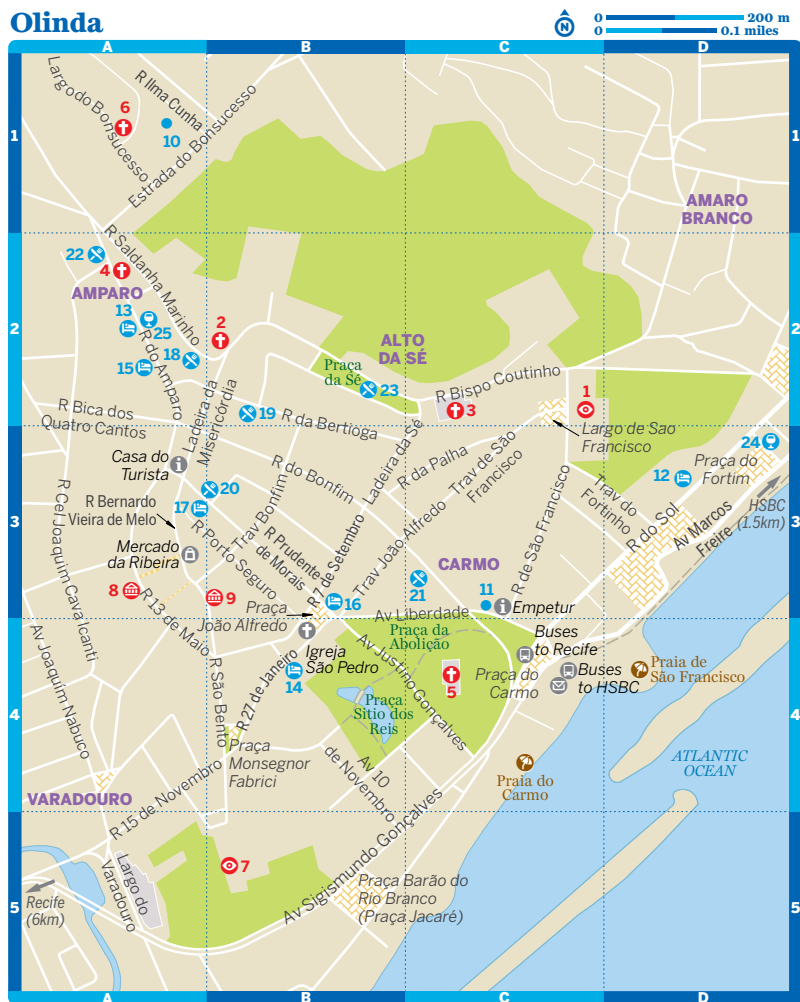 Olinda
N
0 200 m
0 0.1 miles
A B C D
1
2
3
4
5
Largo do Bonsucesso
R Ilma Cunha
6
10
Estrada do Bonsucesso
AMARO
BRANCO
R Saldanha Marinho
22
4
AMPARO
13
25
2
18
15
R do Amparo
ALTO
DA SÉ
Praça
da Sé
23
R Bispo Coutinho
3
1
Largo de Sao
Francisco
R Bica dos
Quatro Cantos
Ladeira da
Misericórdia
19
R da Bertioga
Ladeira da Sé
24
Praça do
Fortim
12
Casa do
Turista
R do Bonfim
R da Palha
Trav de São
Francisco
Trav do
Fortinho
HSBC
(1.5km)
R Cel Joaquim Cava Icanti
R Bernardo
Vieira de Melo
17
20
Trav Bonfim
R do Sol
Av Marcos
Freire
Mercado
da Ribeira
R Porto Seguro
R Prudente
de Morais
R 7 de Setembro
Trav João Alfredo
CARMO
R de São Francisco
21
11
Empetur
8
9
R 13 de Maio
Praça
João Alfredo
16
Av Liberdade
Praça da
Abolição
Buses
to Recife
Igreja
São Pedro
14
Av Justino Gonçalves
5
Praça do
Carmo
Buses
to HSBC
Praia de
São Francisco
Av Joaquim Nabuco
R São Bento
R 27 de Janeiro
Praça
Sitio dos
Reis
Praça
Monsegnor
Fabrici
Av 10
de Novembro
Praia do
Carmo
ATLANTIC
OCEAN
VARADOURO
R 15 de Novembro
7
Av Sigismundo Gonçalves
Largo do
Varadouro
Praça Barão do
Rio Branco
(Praça Jacaré)
Recife
(6km)
1
2
3
4
5
A B C D